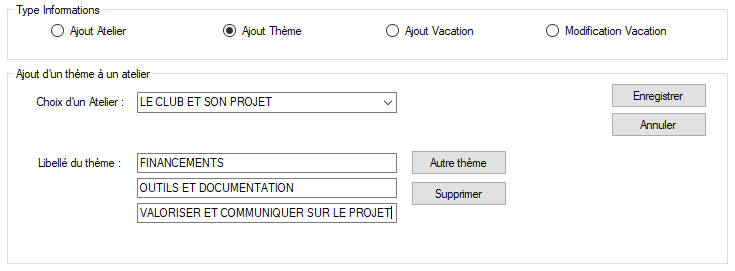 Type Informations
Ajout Atelier
Ajout Thème
Ajout Vacation
Modification Vacation
Ajout d'un thème à un atelier
Choix d'un Atelier :
LE CLUB ET SON PROJET
Enregistrer
Annuler
Libellé du thème :
FINANCEMENTS
Autre thème
OUTILS ET DOCUMENTATION
Supprimer
VALORISER ET COMMUNIQUER SUR LE PROJET